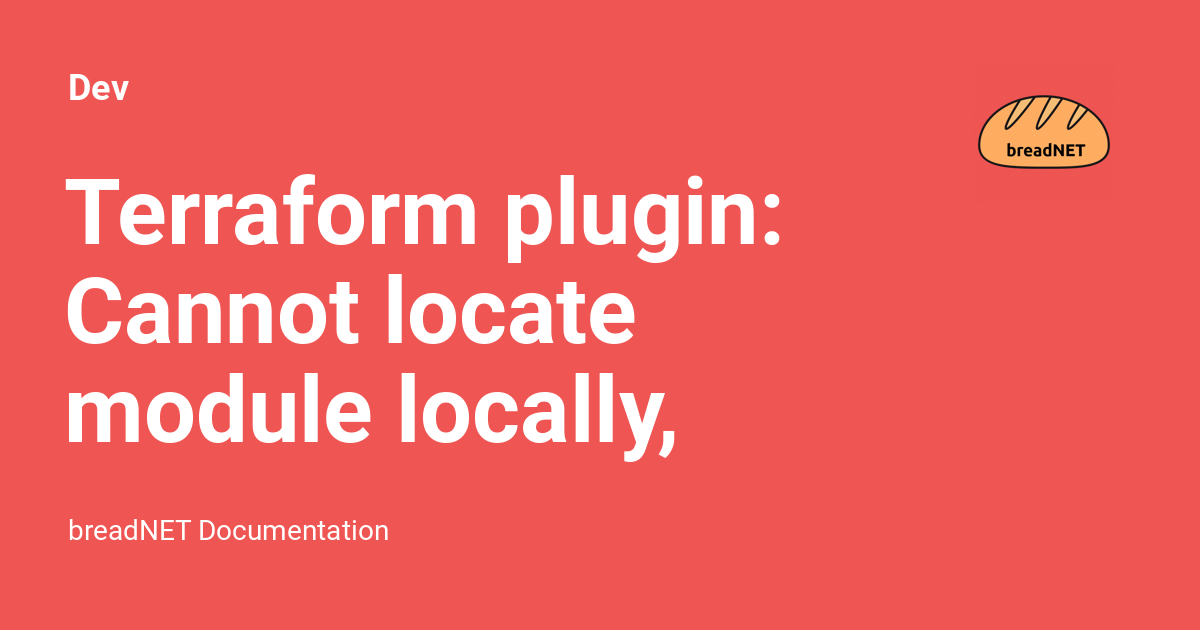 Dev
breadNET
Terraform plugin:
Cannot locate
module locally,
breadNET Documentation